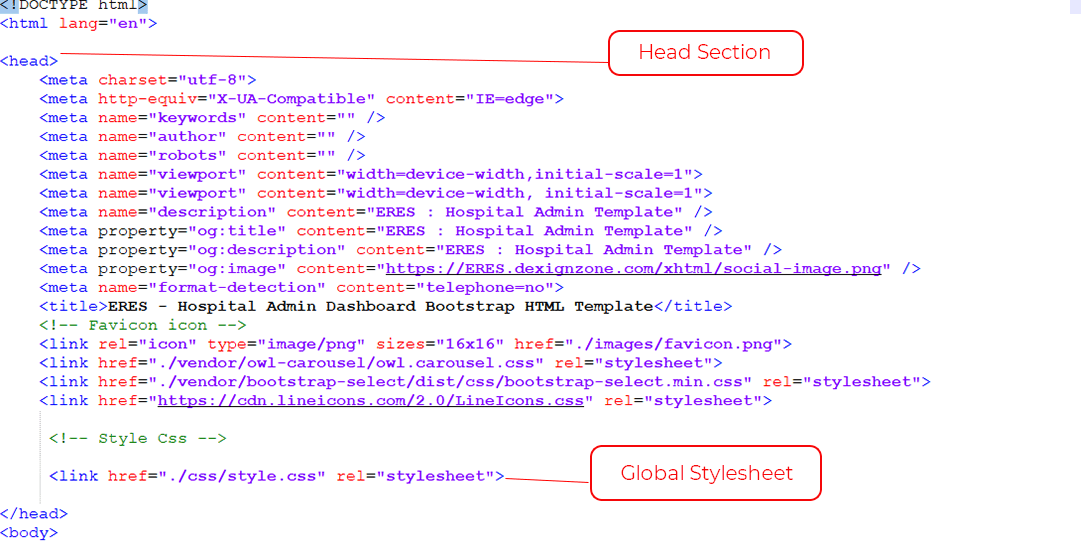 <!DOCTYPE html>
<html lang="en">
Head Section
<head>
<meta charset="utf-8">
<meta http-equiv="X-UA-Compatible" content="IE=edge">
<meta name="keywords" content="" />
<meta name="author" content="" />
<meta name="robots" content="" />
<meta name="viewport" content="width=device-width,initial-scale=1">
<meta name="viewport" content="width=device-width, initial-scale=1">
<meta name="description" content="ERES : Hospital Admin Template" />
<meta property="og:title" content="ERES : Hospital Admin Template" />
<meta property="og:description" content="ERES : Hospital Admin Template" />
<meta property="og:image" content="https://ERES.dexignzone.com/xhtml/social-image.png" />
<meta name="format-detection" content="telephone=no">
<title>ERES - Hospital Admin Dashboard Bootstrap HTML Template</title>
<!-- Favicon icon -->
<link rel="icon" type="image/png" sizes="16x16" href="./images/favicon.png">
<link href="./vendor/owl-carousel/owl.carousel.css" rel="stylesheet">
<link href="./vendor/bootstrap-select/dist/css/bootstrap-select.min.css" rel="stylesheet">
<link href="https://cdn.lineicons.com/2.0/LineIcons.css" rel="stylesheet">
<!-- Style Css -->
<link href="./css/style.css" rel="stylesheet">
Global Stylesheet
</head>
<body>